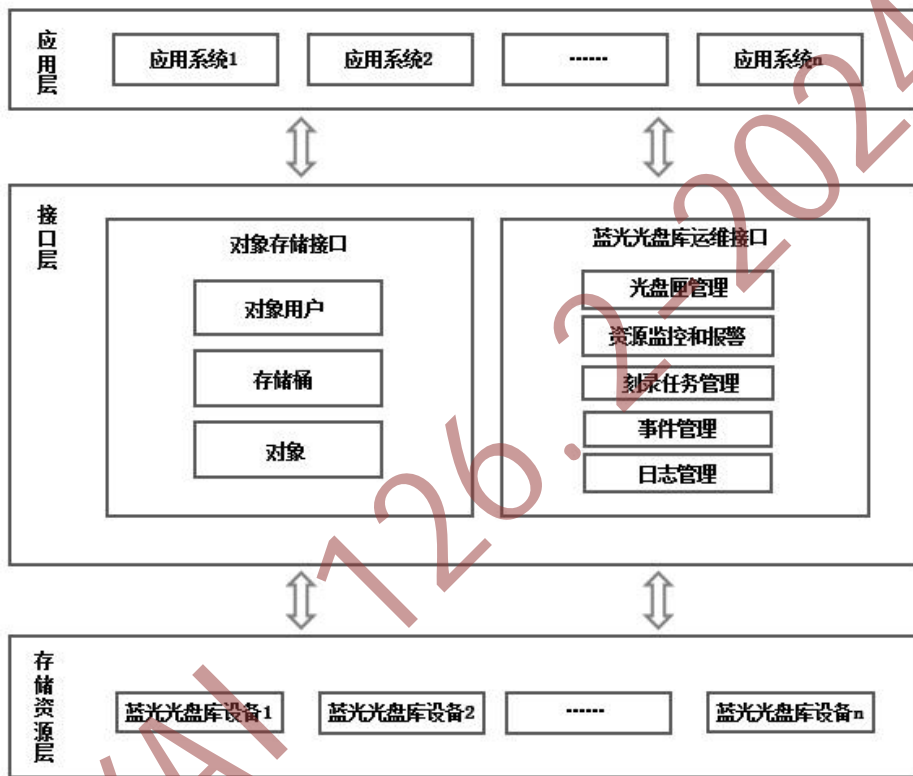 应用层
应用系统1
应用系统2
······
应用系统n
接口层
对象存储接口
对象用户
存储桶
对象
蓝光光盘库运维接口
光盘匣管理
资源监控和报警
刻录任务管理
事件管理
日志管理
存储资源层
蓝光光盘库设备1
蓝光光盘库设备2
······
蓝光光盘库设备n
/AI 126.2-2024